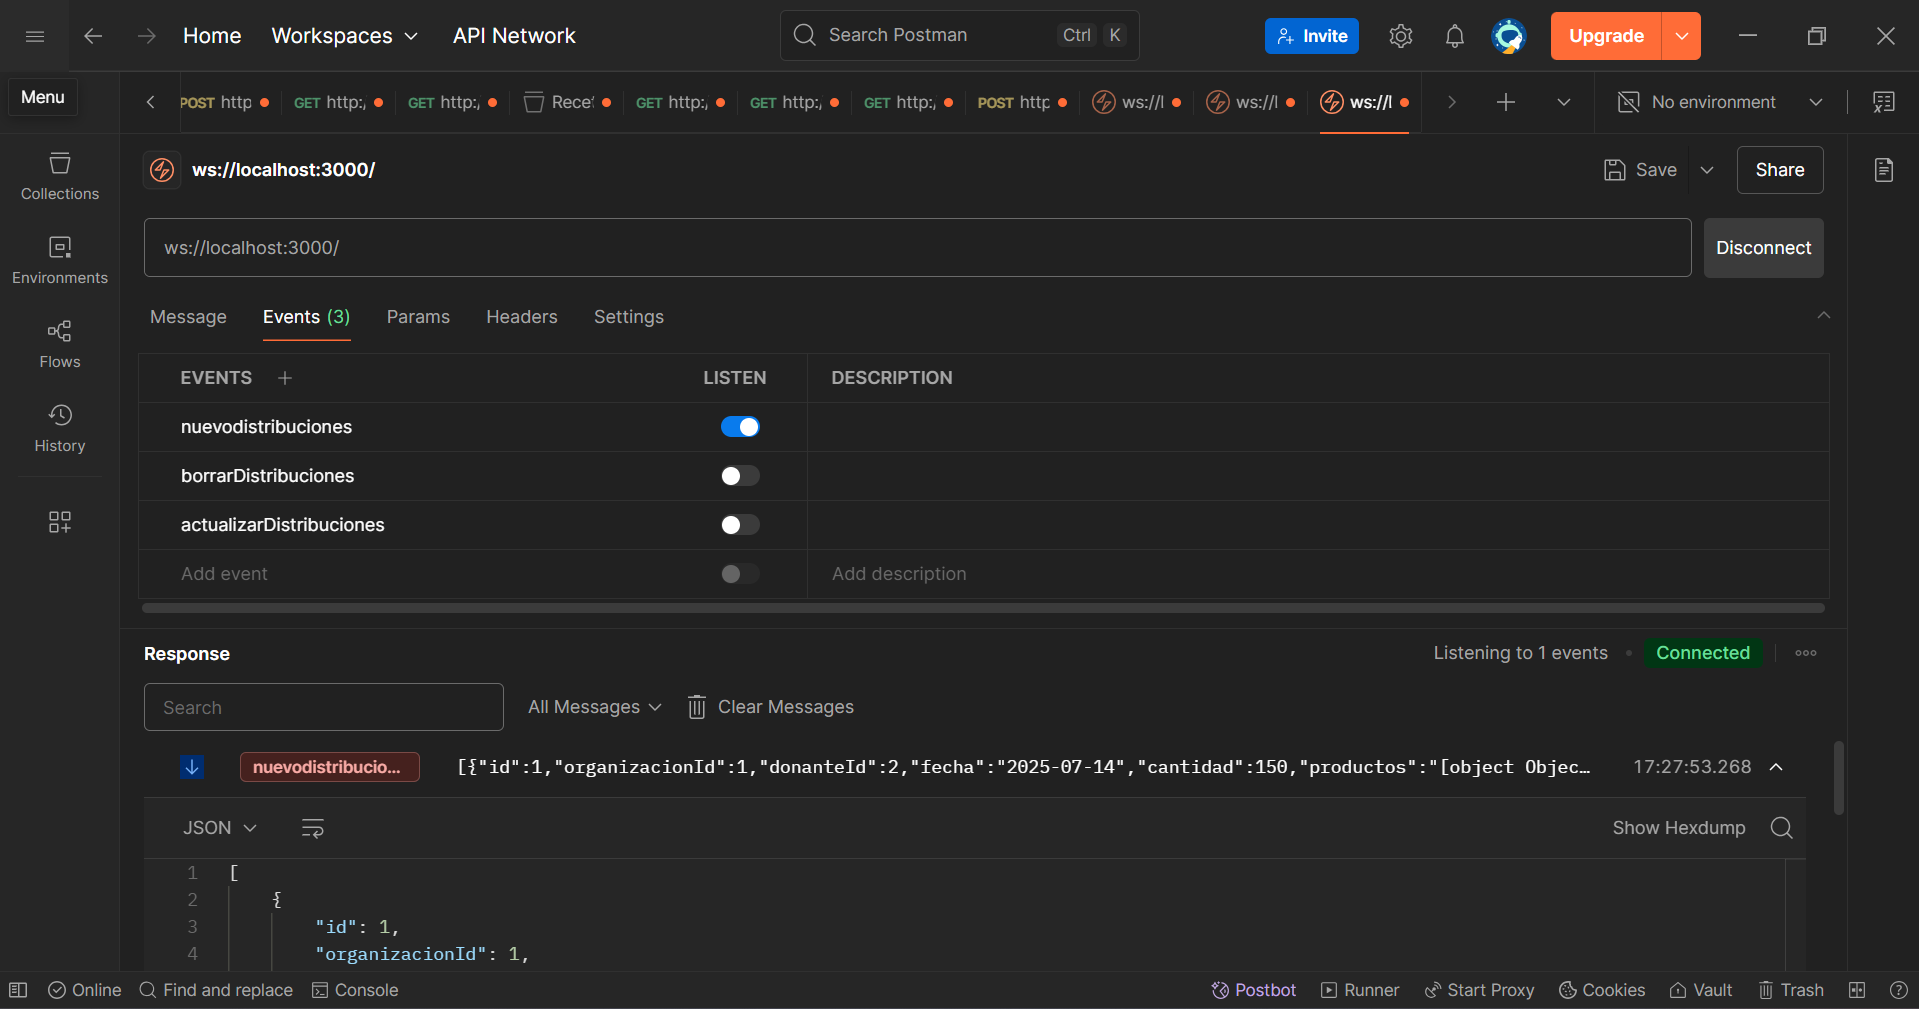 Home Workspaces API Network Search Postman Ctrl K Invite Upgrade
Menu
POST http GET http:/ GET http:/ Rece GET http:/ GET http:/ GET http:/ POST http ws://l ws://l ws://l No environment
Collections
Environments
Flows
History
ws://localhost:3000/ Save Share
ws://localhost:3000/ Disconnect
Message Events (3) Params Headers Settings
EVENTS LISTEN DESCRIPTION
nuevodistribuciones
borrarDistribuciones
actualizarDistribuciones
Add event Add description
Response Listening to 1 events Connected
Search All Messages Clear Messages
nuevodistribucio... [{"id":1,"organizacionId":1,"donanteId":2,"fecha":"2025-07-14","cantidad":150,"productos":"[object Objec… 17:27:53.268
JSON Show Hexdump
1 [
2 {
3 "id": 1,
4 "organizacionId": 1,
Online Find and replace Console Postbot Runner Start Proxy Cookies Vault Trash